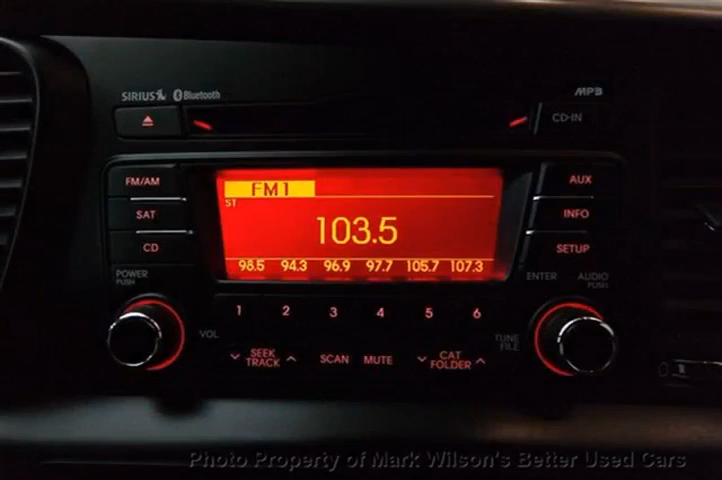 SIRIUS Bluetooth
MP3
CD-IN
FM/AM
SAT
CD
FM1
ST
103.5
98.5 94.3 96.9 97.7 105.7 107.3
AUX
INFO
SETUP
POWER
PUSH
ENTER
AUDIO
PUSH
1 2 3 4 5 6
VOL
SEEK
TRACK
SCAN
MUTE
CAT
FOLDER
TUNE
FILE
Photo Property of Mark Wilson's Better Used Cars